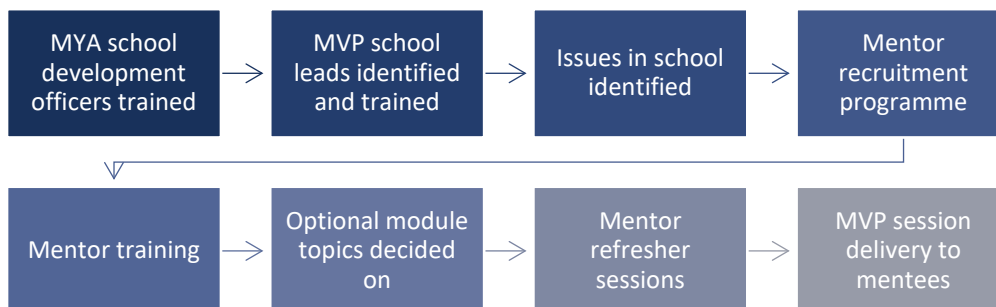 MYA school
development
officers trained
MVP school
leads identified
and trained
Issues in school
identified
Mentor
recruitment
programme
Mentor training
Optional module
topics decided
on
Mentor
refresher
sessions
MVP session
delivery to
mentees